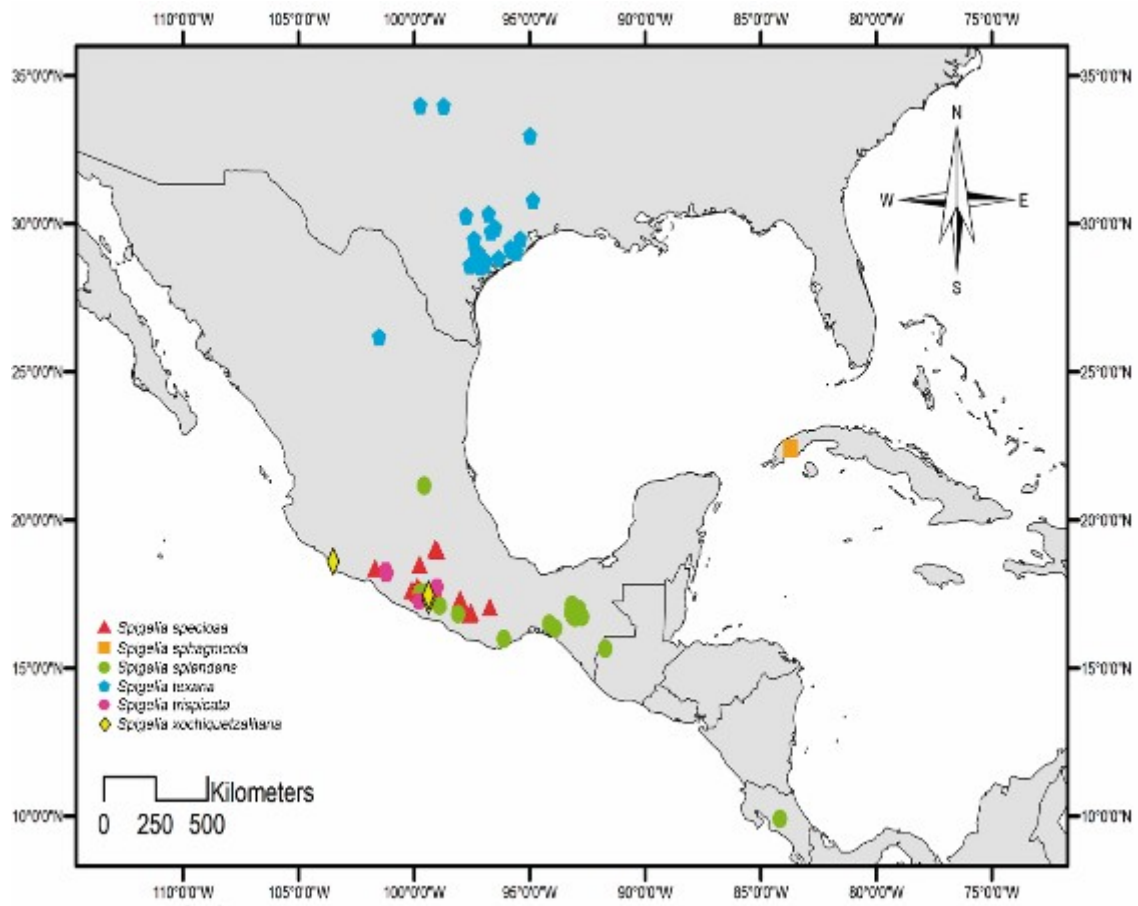 110°0'0"W 105°0'0"W 100°0'0"W 95°0'0"W 90°0'0"W 85°0'0"W 80°0'0"W 75°0'0"W
35°0'0"N 35°0'0"N
N
W E
S
30°0'0"N 30°0'0"N
25°0'0"N 25°0'0"N
20°0'0"N 20°0'0"N
Spigelia speciosa
Spigelia sphagnicola
Spigelia splendens
Spigelia texana
Spigelia trispicata
Spigelia xochiquetzalliana
15°0'0"N 15°0'0"N
Kilometers
0 250 500
10°0'0"N 10°0'0"N
110°0'0"W 105°0'0"W 100°0'0"W 95°0'0"W 90°0'0"W 85°0'0"W 80°0'0"W 75°0'0"W